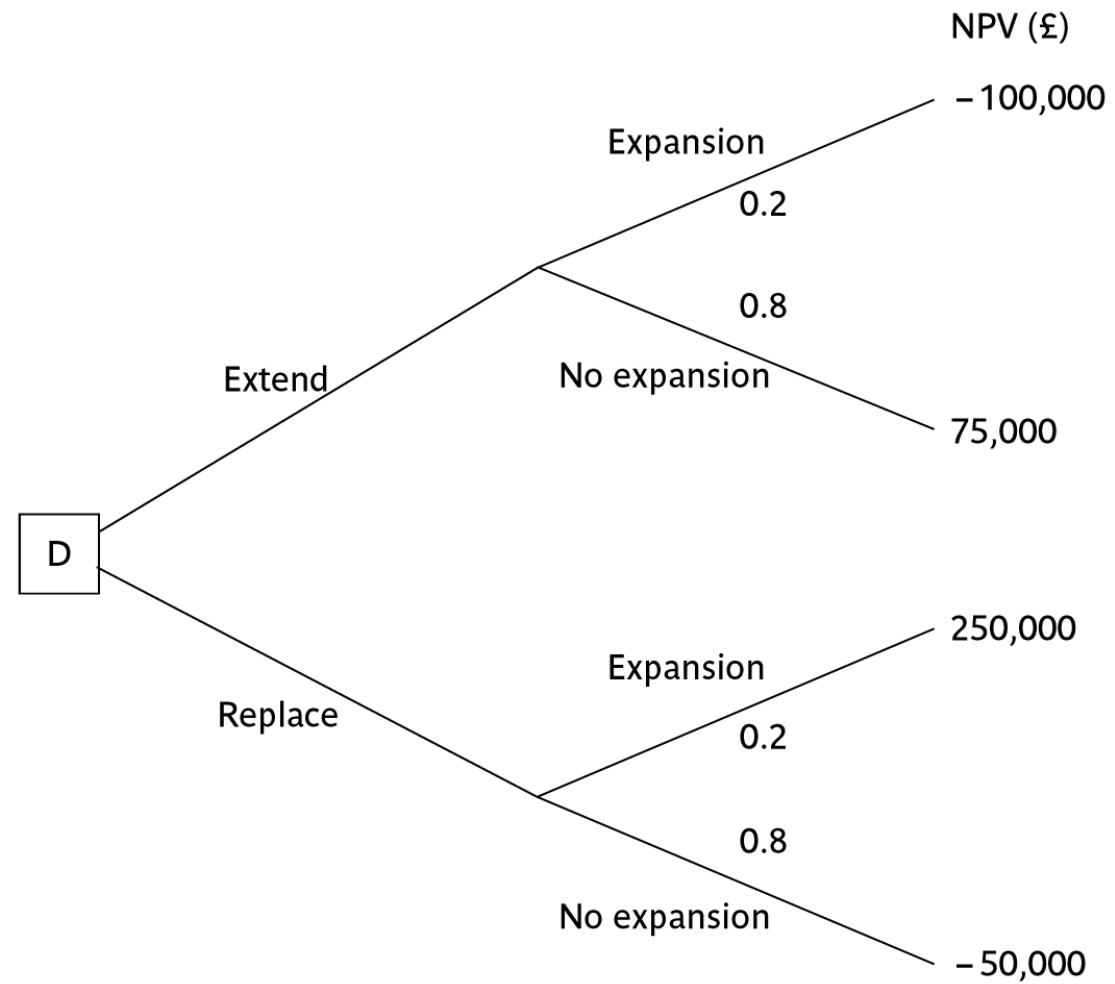 NPV (£)
– 100,000
Expansion
0.2
0.8
No expansion
75,000
Extend
D
Replace
250,000
Expansion
0.2
0.8
No expansion
– 50,000